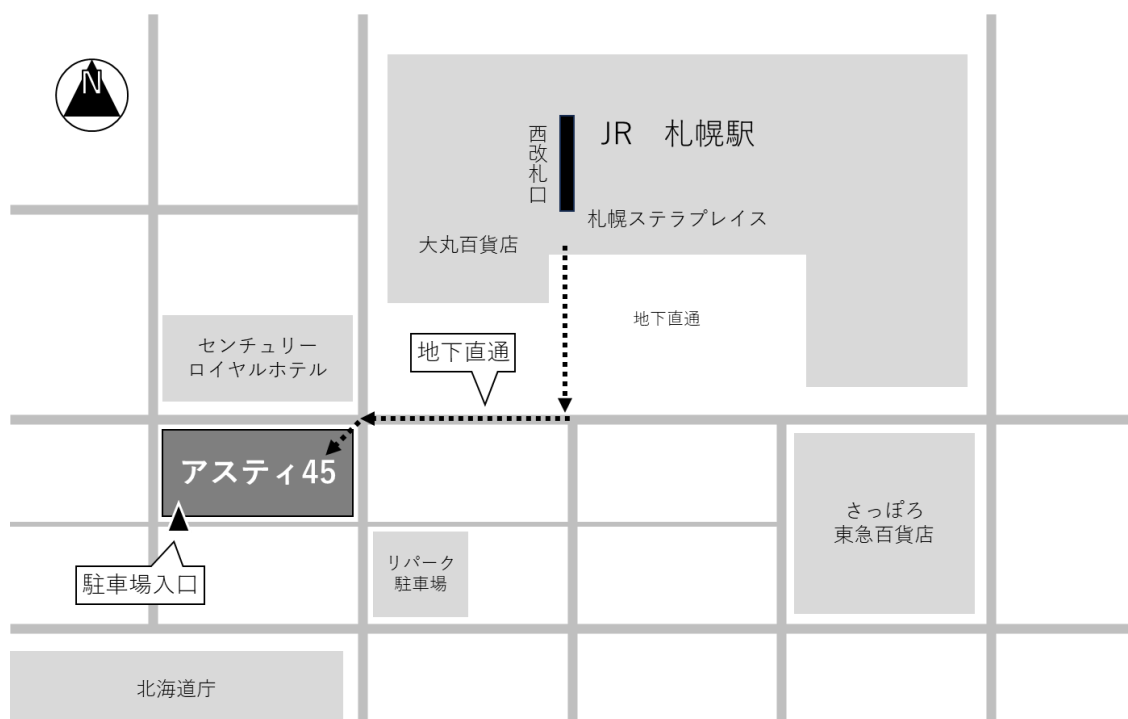 N
西改札口
JR　札幌駅
札幌ステラプレイス
大丸百貨店
地下直通
センチュリー
ロイヤルホテル
地下直通
アスティ45
さっぽろ
東急百貨店
リパーク
駐車場
駐車場入口
北海道庁